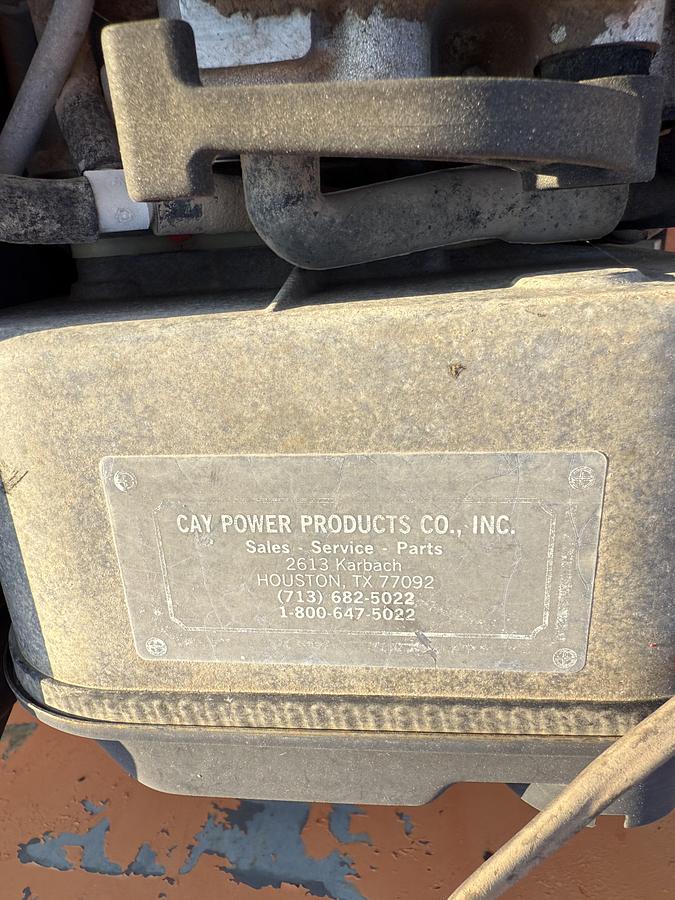 CAY POWER PRODUCTS CO., INC.
Sales - Service - Parts
2613 Karbach
HOUSTON, TX 77092
(713) 682-5022
1-800-647-5022